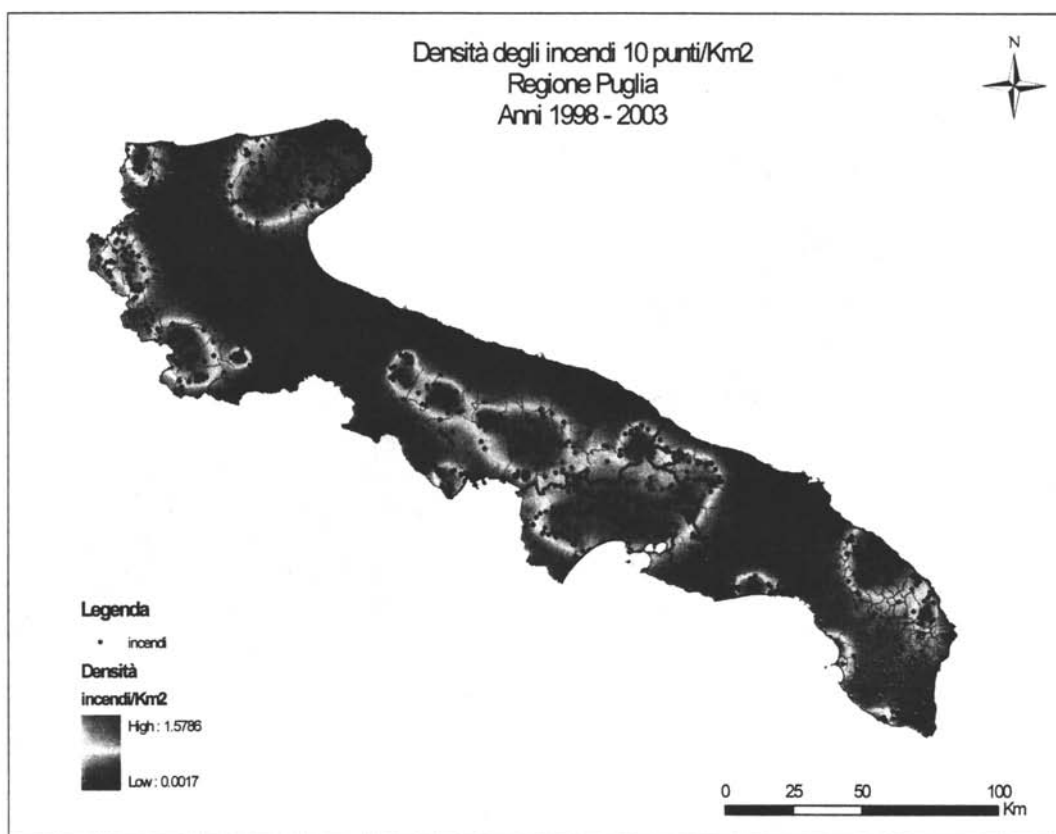 Densità degli incendi 10 punti/Km2
Regione Puglia
Anni 1998 - 2003
N
Legenda
incendi
Densità
incendi/Km2
High : 1.5786
Low : 0.0017
0 25 50 100
Km